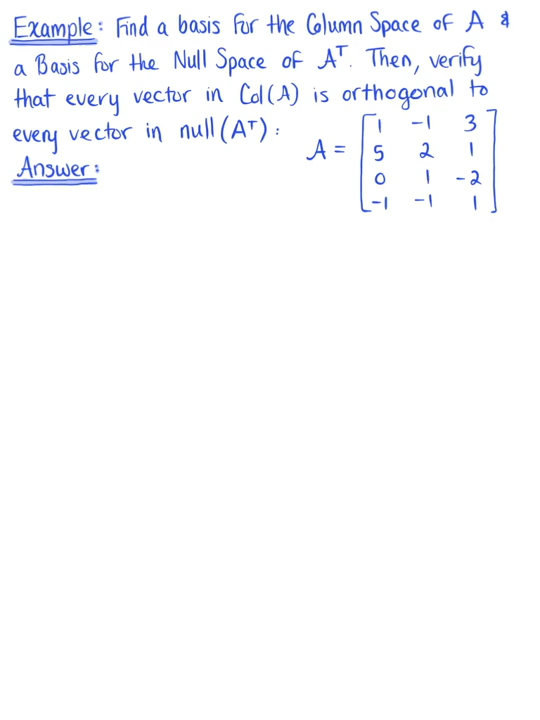 Example: Find a basis for the Column Space of A &
a Basis for the Null Space of Aᵀ. Then, verify
that every vector in Col(A) is orthogonal to
every vector in null(Aᵀ):
Answer:
A = [1 -1 3
5 2 1
0 1 -2
-1 -1 1]